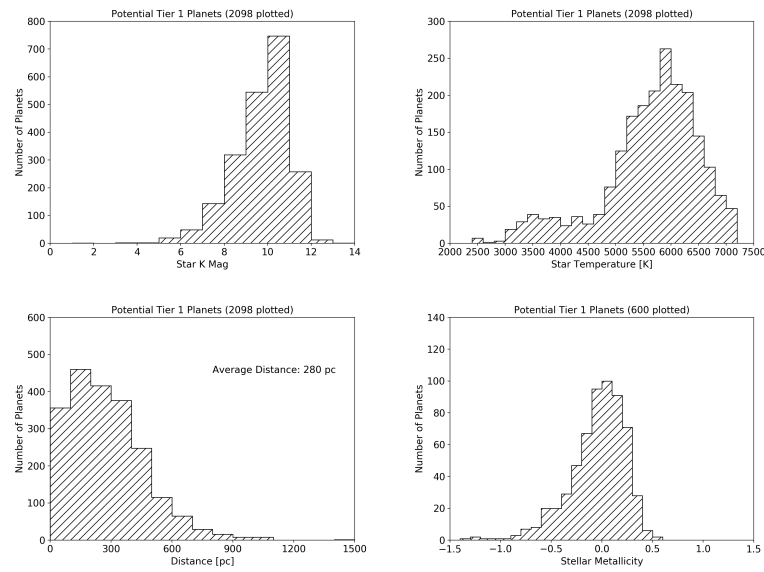 Potential Tier 1 Planets (2098 plotted)
800
700
600
500
400
300
200
100
0
Number of Planets
0 2 4 6 8 10 12 14
Star K Mag
Potential Tier 1 Planets (2098 plotted)
300
250
200
150
100
50
0
Number of Planets
2000 2500 3000 3500 4000 4500 5000 5500 6000 6500 7000 7500
Star Temperature [K]
Potential Tier 1 Planets (2098 plotted)
600
500
400
300
200
100
0
Number of Planets
Average Distance: 280 pc
0 300 600 900 1200 1500
Distance [pc]
Potential Tier 1 Planets (600 plotted)
140
120
100
80
60
40
20
0
Number of Planets
−1.5 −1.0 −0.5 0.0 0.5 1.0 1.5
Stellar Metallicity